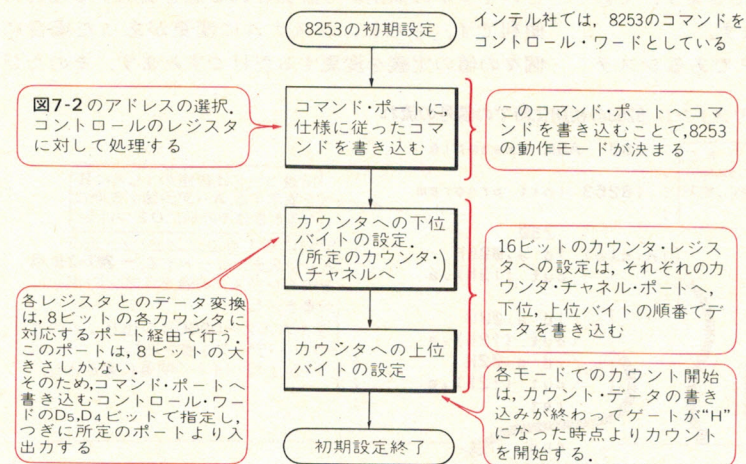 8253の初期設定
インテル社では，8253のコマンドを
コントロール・ワードとしている
図7-2のアドレスの選択．
コントロールのレジスタ
に対して処理する
コマンド・ポートに，
仕様に従ったコマ
ンドを書き込む
このコマンド・ポートへコマ
ンドを書き込むことで，8253
の動作モードが決まる
カウンタへの下位
バイトの設定．
(所定のカウンタ・
チャネルへ)
16ビットのカウンタ・レジス
タへの設定は，それぞれのカ
ウンタ・チャネル・ポートへ，
下位，上位バイトの順番でデ
ータを書き込む
各レジスタとのデータ変換
は，8ビットの各カウンタに
対応するポート経由で行う．
このポートは，8ビットの大
きさしかない．
そのため，コマンド・ポートへ
書き込むコントロール・ワー
ドのD5，D4ビットで指定し，
つぎに所定のポートより入
出力する
カウンタへの上位
バイトの設定
各モードでのカウント開始
は，カウント・データの書き
込みが終わってゲートが“H”
になった時点よりカウント
を開始する．
初期設定終了